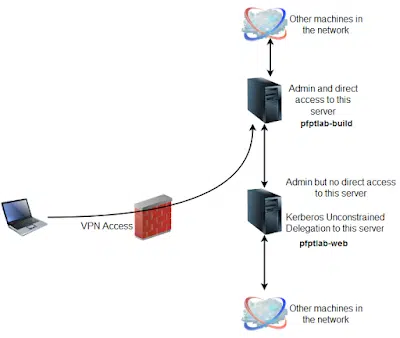 Other machines in
the network
Admin and direct
access to this
server
pfptlab-build
VPN Access
Admin but no direct access
to this server
Kerberos Unconstrained
Delegation to this server
pfptlab-web
Other machines in
the network